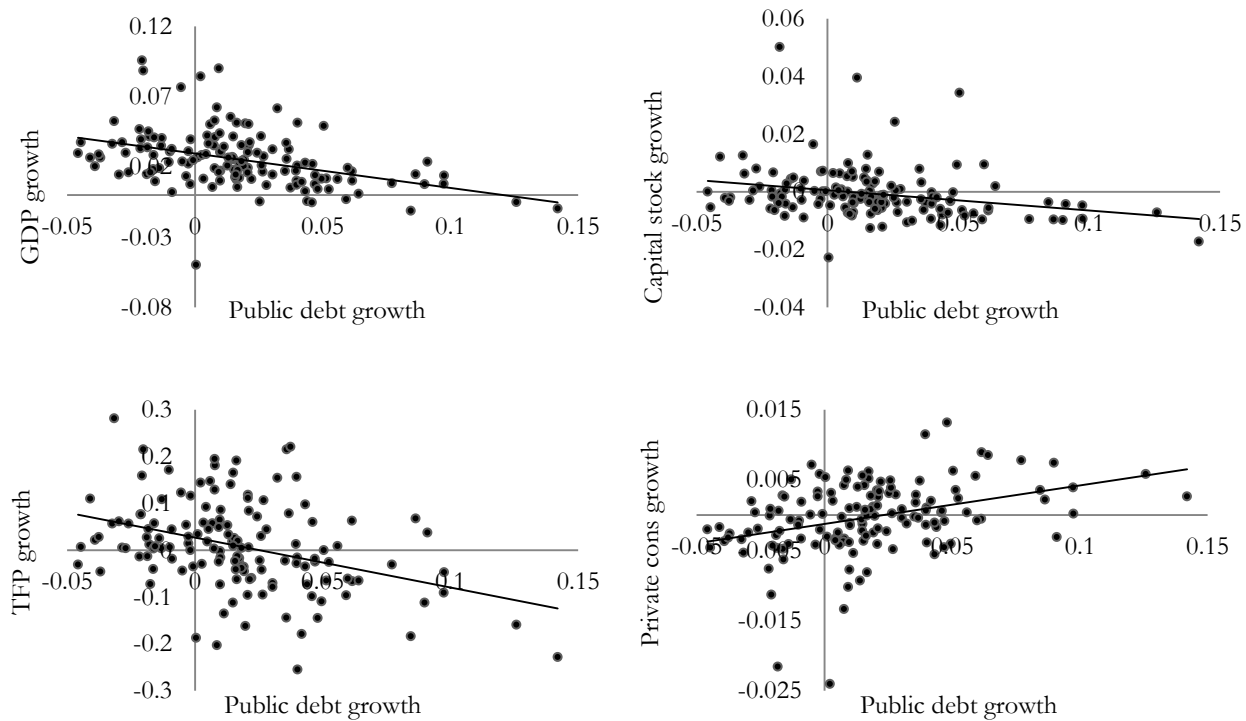 0.12
0.07
0.02
-0.03
-0.08
-0.05 0 0.05 0.1 0.15
GDP growth
Public debt growth
0.06
0.04
0.02
0
-0.02
-0.04
-0.05 0 0.05 0.1 0.15
Capital stock growth
Public debt growth
0.3
0.2
0.1
0
-0.1
-0.2
-0.3
0 0.05 0.1 0.15
-0.05
TFP growth
Public debt growth
0.015
0.005
-0.005
-0.015
-0.025
-0.05 0 0.05 0.1 0.15
Private cons growth
Public debt growth